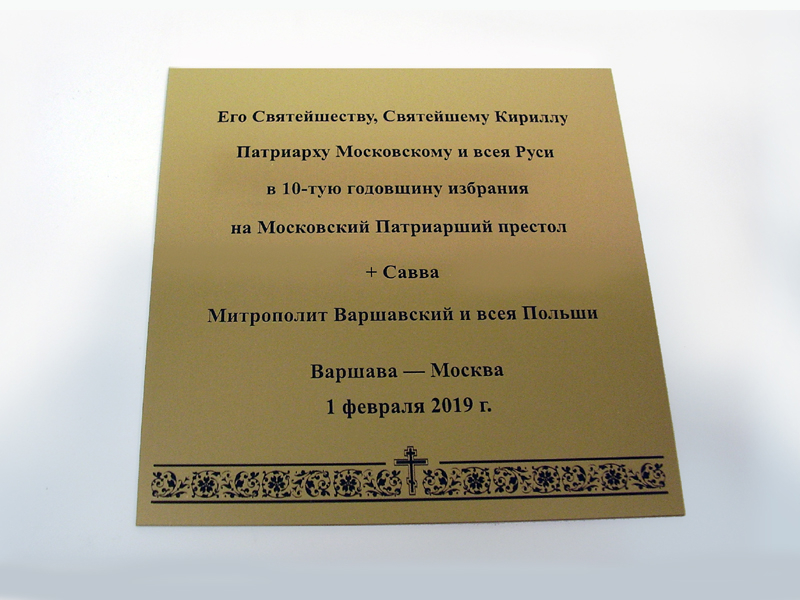 Его Святейшеству, Святейшему Кириллу
Патриарху Московскому и всея Руси
в 10-тую годовщину избрания
на Московский Патриарший престол
+ Савва
Митрополит Варшавский и всея Польши
Варшава — Москва
1 февраля 2019 г.